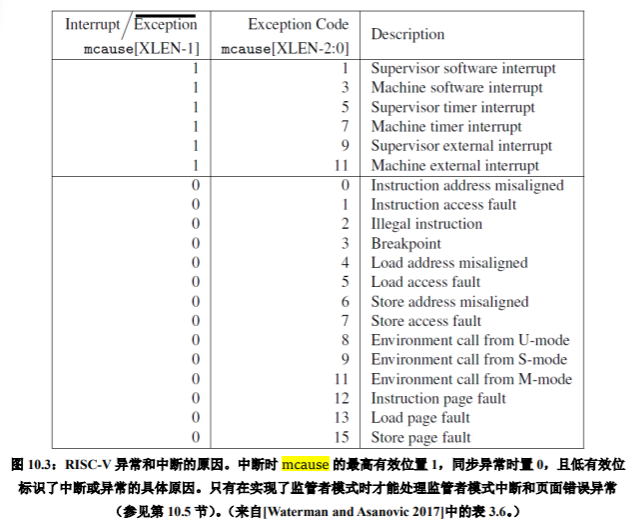 Interrupt / Exception Exception Code Description
mcause[XLEN-1] mcause[XLEN-2:0]
1 1 Supervisor software interrupt
1 3 Machine software interrupt
1 5 Supervisor timer interrupt
1 7 Machine timer interrupt
1 9 Supervisor external interrupt
1 11 Machine external interrupt
0 0 Instruction address misaligned
0 1 Instruction access fault
0 2 Illegal instruction
0 3 Breakpoint
0 4 Load address misaligned
0 5 Load access fault
0 6 Store address misaligned
0 7 Store access fault
0 8 Environment call from U-mode
0 9 Environment call from S-mode
0 11 Environment call from M-mode
0 12 Instruction page fault
0 13 Load page fault
0 15 Store page fault
图 10.3：RISC-V 异常和中断的原因。中断时 mcause 的最高有效位置 1，同步异常时置 0，且低有效位
标识了中断或异常的具体原因。只有在实现了监管者模式时才能处理监管者模式中断和页面错误异常
（参见第 10.5 节）。（来自[Waterman and Asanovic 2017]中的表 3.6。）